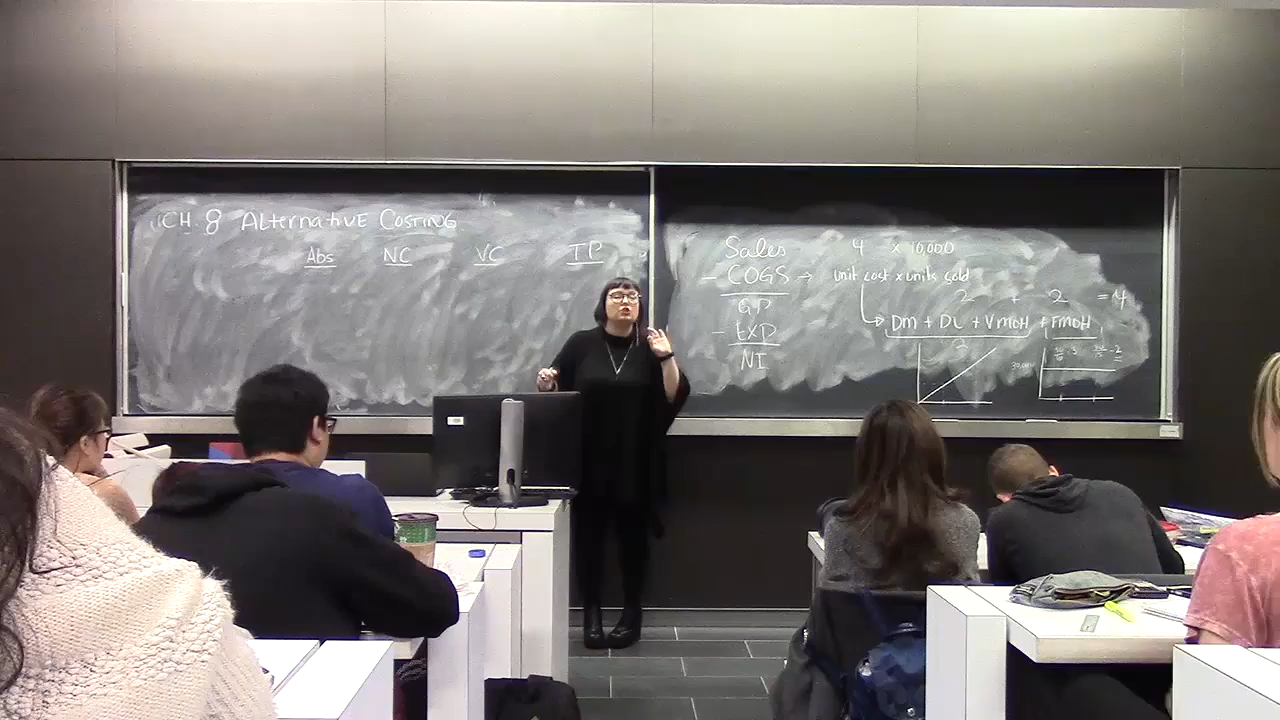 CH. 8 Alternative Costing
Abs NC VC TP
Sales 4 x 10,000
- COGS → unit cost x units sold
GP 2 + 2 = 4
DM + DL + VMOH + FMOH
- EXP
NI